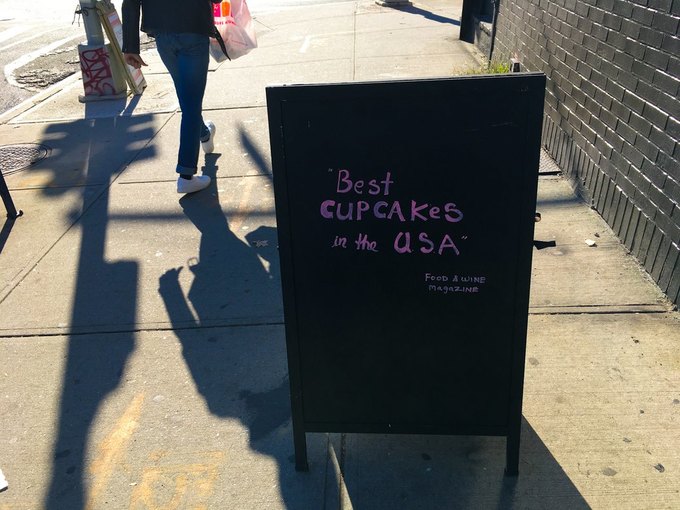 "Best
CUPCAKes
in the USA"
FOOD & WINE
MagaZINE